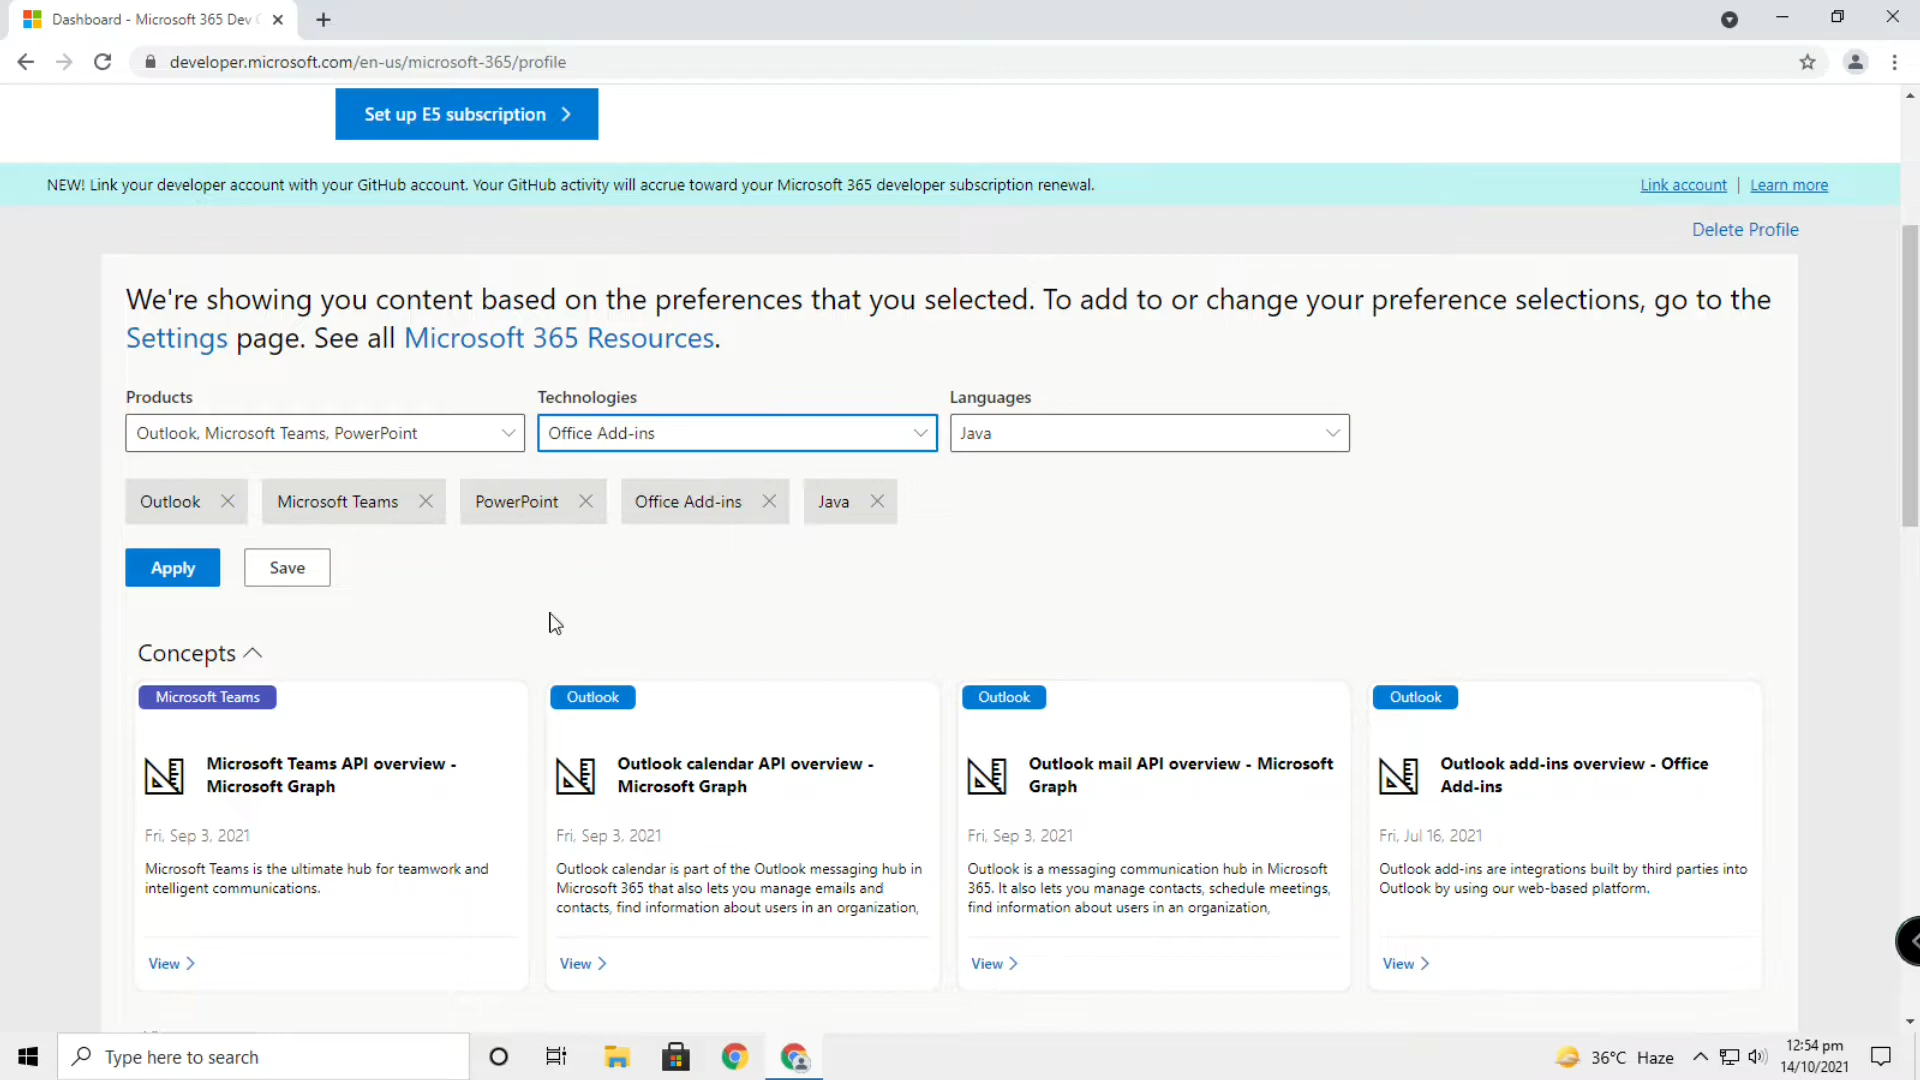 Dashboard - Microsoft 365 Dev
developer.microsoft.com/en-us/microsoft-365/profile
Set up E5 subscription
NEW! Link your developer account with your GitHub account. Your GitHub activity will accrue toward your Microsoft 365 developer subscription renewal.
Link account | Learn more
Delete Profile
We're showing you content based on the preferences that you selected. To add to or change your preference selections, go to the
Settings page. See all Microsoft 365 Resources.
Products
Technologies
Languages
Outlook, Microsoft Teams, PowerPoint
Office Add-ins
Java
Outlook
Microsoft Teams
PowerPoint
Office Add-ins
Java
Apply
Save
Concepts
Microsoft Teams
Microsoft Teams API overview -
Microsoft Graph
Fri, Sep 3, 2021
Microsoft Teams is the ultimate hub for teamwork and
intelligent communications.
View
Outlook
Outlook calendar API overview -
Microsoft Graph
Fri, Sep 3, 2021
Outlook calendar is part of the Outlook messaging hub in
Microsoft 365 that also lets you manage emails and
contacts, find information about users in an organization,
View
Outlook
Outlook mail API overview - Microsoft
Graph
Fri, Sep 3, 2021
Outlook is a messaging communication hub in Microsoft
365. It also lets you manage contacts, schedule meetings,
find information about users in an organization,
View
Outlook
Outlook add-ins overview - Office
Add-ins
Fri, Jul 16, 2021
Outlook add-ins are integrations built by third parties into
Outlook by using our web-based platform.
View
Type here to search
36°C Haze
12:54 pm
14/10/2021